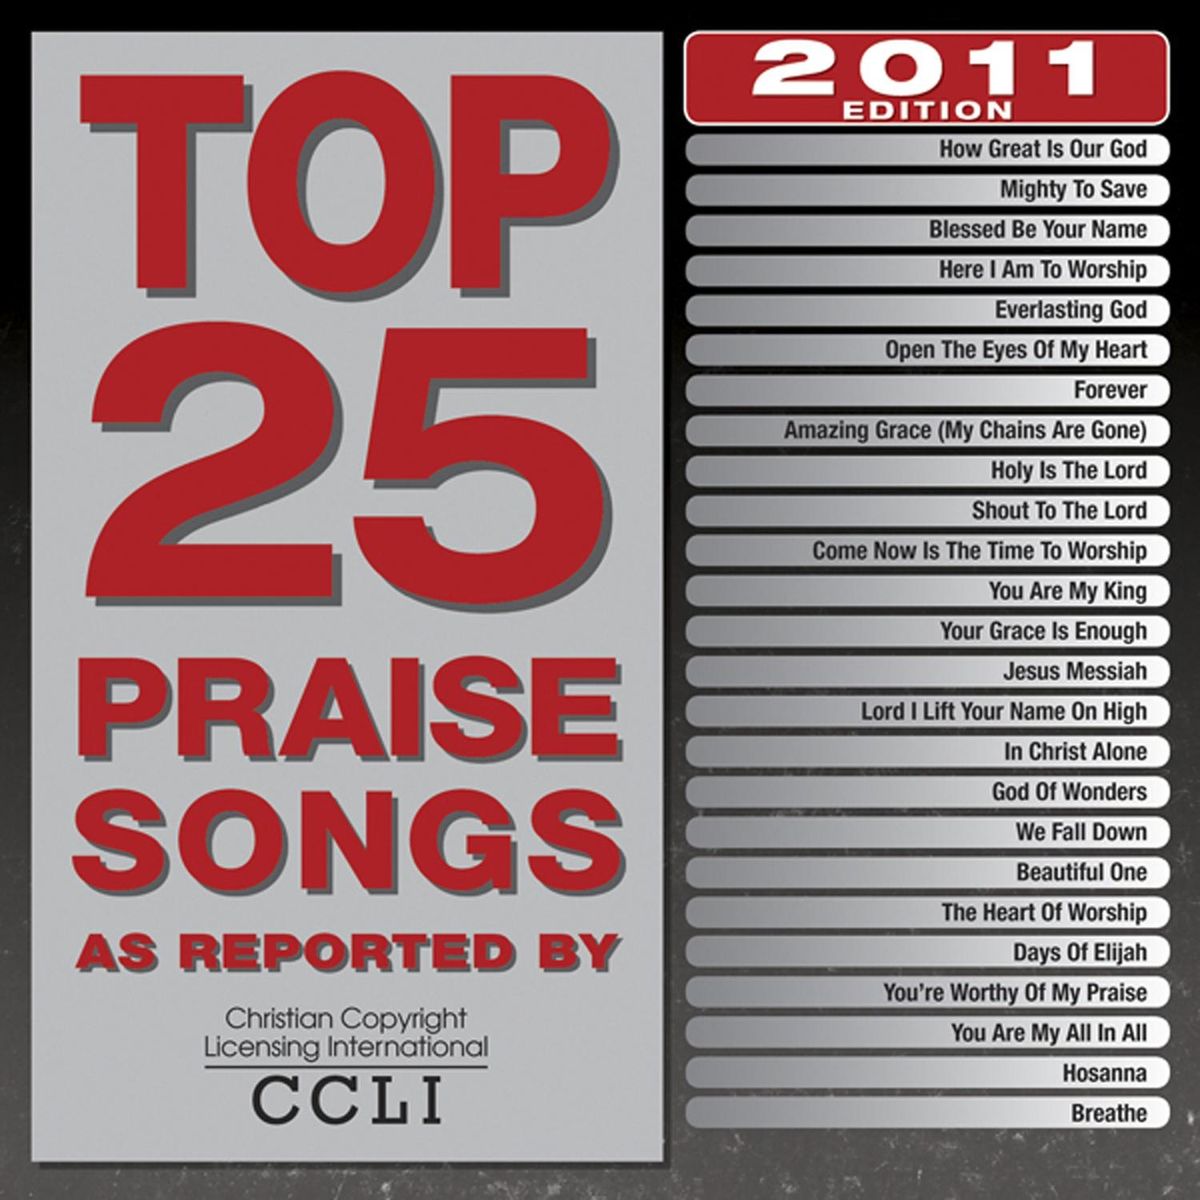 TOP
25
PRAISE
SONGS
AS REPORTED BY
Christian Copyright
Licensing International
CCLI
2011
EDITION
How Great Is Our God
Mighty To Save
Blessed Be Your Name
Here I Am To Worship
Everlasting God
Open The Eyes Of My Heart
Forever
Amazing Grace (My Chains Are Gone)
Holy Is The Lord
Shout To The Lord
Come Now Is The Time To Worship
You Are My King
Your Grace Is Enough
Jesus Messiah
Lord I Lift Your Name On High
In Christ Alone
God Of Wonders
We Fall Down
Beautiful One
The Heart Of Worship
Days Of Elijah
You're Worthy Of My Praise
You Are My All In All
Hosanna
Breathe